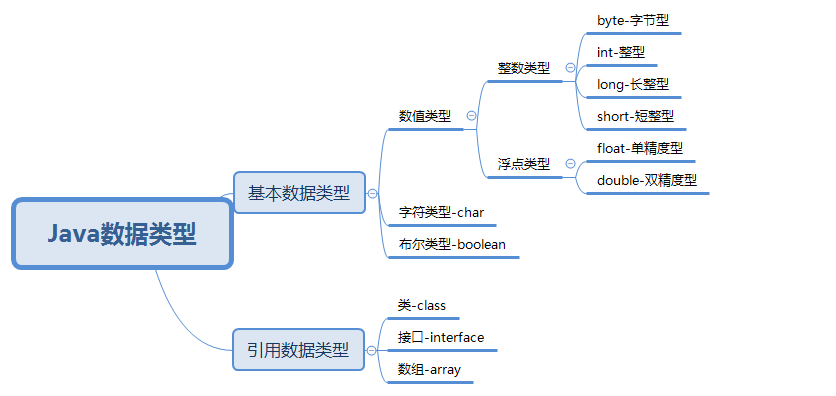 Java数据类型
基本数据类型
数值类型
整数类型
byte-字节型
int-整型
long-长整型
short-短整型
浮点类型
float-单精度型
double-双精度型
字符类型-char
布尔类型-boolean
引用数据类型
类-class
接口-interface
数组-array